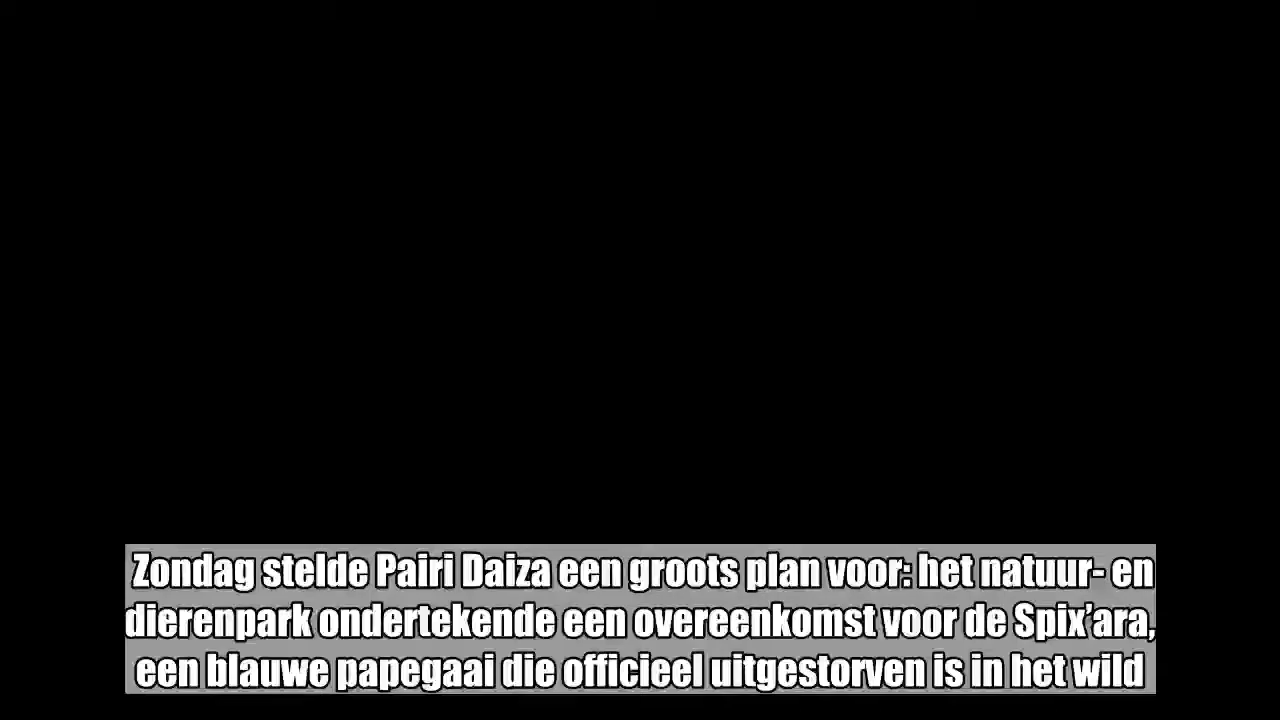 Zondag stelde Pairi Daiza een groots plan voor: het natuur- en
dierenpark ondertekende een overeenkomst voor de Spix’ara,
een blauwe papegaai die officieel uitgestorven is in het wild